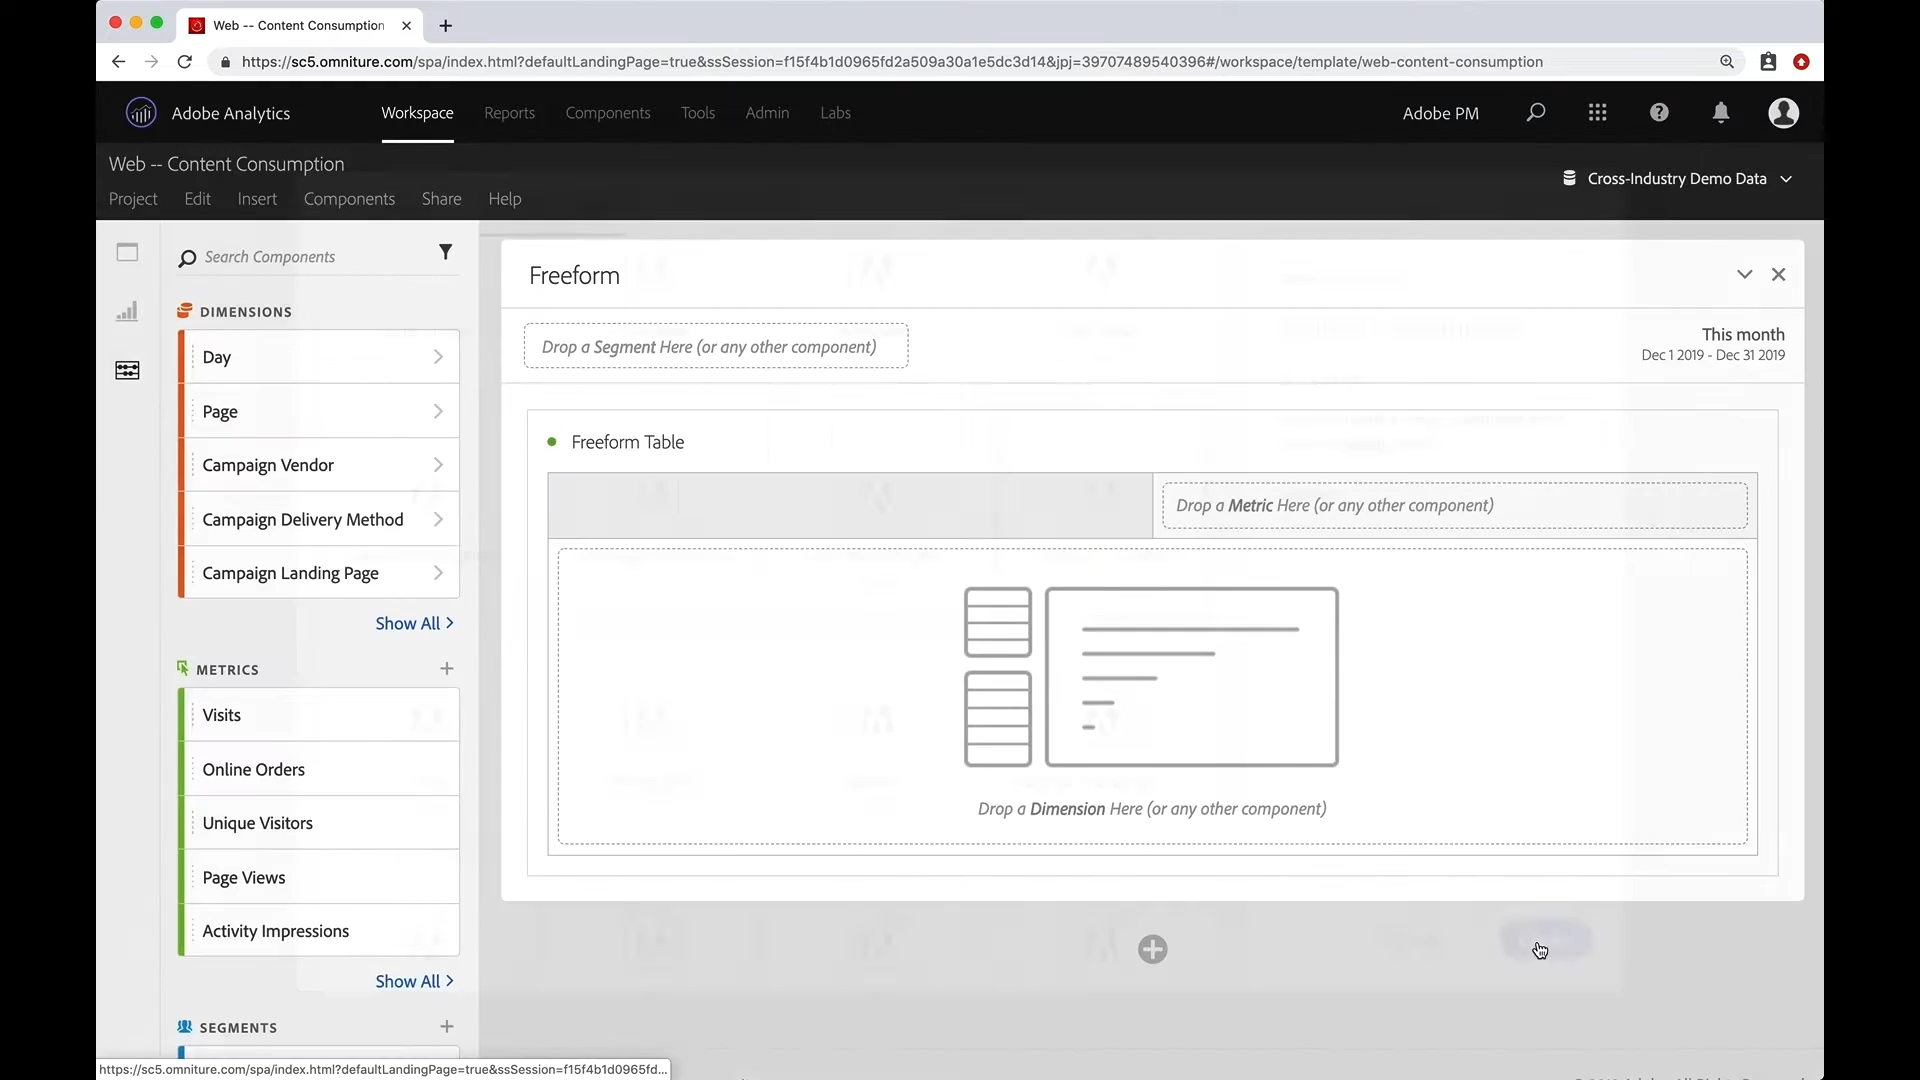 Web -- Content Consumption
https://sc5.omniture.com/spa/index.html?defaultLandingPage=true&ssSession=f15f4b1d0965fd2a509a30a1e5dc3d14&jpj=39707489540396#/workspace/template/web-content-consumption
Adobe Analytics
Workspace
Reports
Components
Tools
Admin
Labs
Adobe PM
Web -- Content Consumption
Cross-Industry Demo Data
Project
Edit
Insert
Components
Share
Help
Search Components
DIMENSIONS
Day
Page
Campaign Vendor
Campaign Delivery Method
Campaign Landing Page
Show All
METRICS
Visits
Online Orders
Unique Visitors
Page Views
Activity Impressions
Show All
SEGMENTS
Freeform
Drop a Segment Here (or any other component)
This month
Dec 1 2019 - Dec 31 2019
Freeform Table
Drop a Metric Here (or any other component)
Drop a Dimension Here (or any other component)
https://sc5.omniture.com/spa/index.html?defaultLandingPage=true&ssSession=f15f4b1d0965fd...